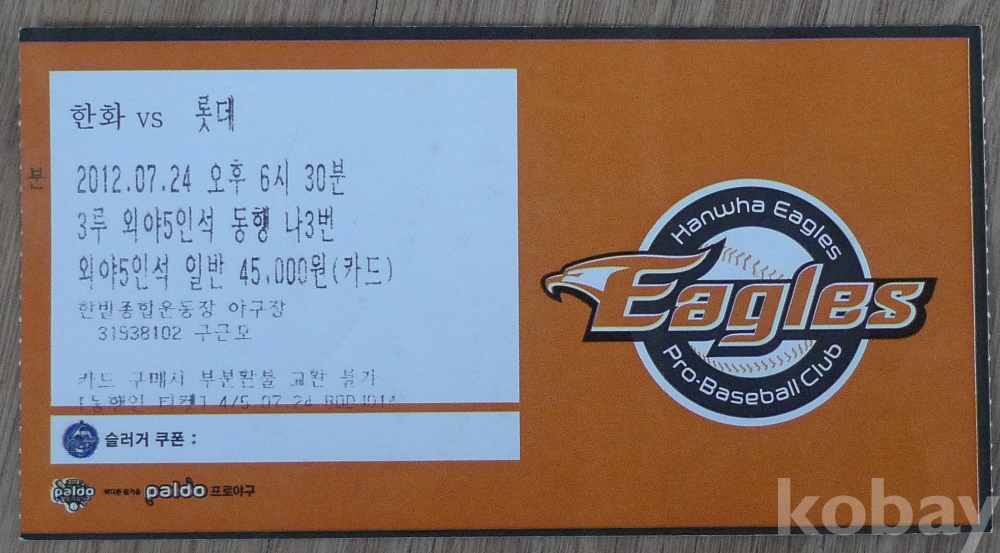 한화 vs 롯데
2012.07.24 오후 6시 30분
3루 외야5인석 동행 나3번
외야5인석 일반 45,000원(카드)
한밭종합운동장 야구장
31938102 구근모
카드 구매시 부분환불 교환 불가
[동행인 티켓] 4/5 07.24 BODJ014
슬러거 쿠폰 :
paldo
paldo 프로야구
Hanwha Eagles
Eagles
Pro-Baseball Club
kobay